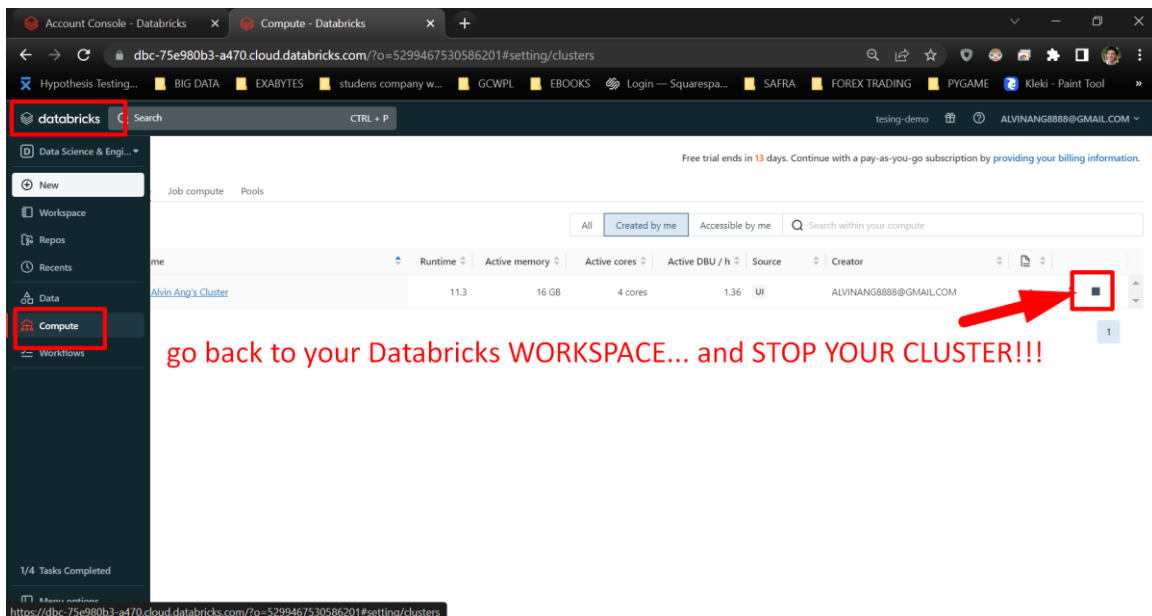 Account Console - Databricks
Compute - Databricks
dbc-75e980b3-a470.cloud.databricks.com/?o=5299467530586201#setting/clusters
Hypothesis Testing... BIG DATA EXABYTES studens company w... GCWPL EBOOKS Login — Squarespa... SAFRA FOREX TRADING PYGAME Kleki - Paint Tool »
databricks Search CTRL + P tesing-demo ALVINANG8888@GMAIL.COM
Data Science & Engi...
Free trial ends in 13 days. Continue with a pay-as-you-go subscription by providing your billing information.
New
Job compute Pools
Workspace
All Created by me Accessible by me Search within your compute
Repos
Recents
me Runtime Active memory Active cores Active DBU / h Source Creator
Data
Alvin Ang's Cluster 11.3 16 GB 4 cores 1.36 UI ALVINANG8888@GMAIL.COM
Compute
1
Workflows
go back to your Databricks WORKSPACE... and STOP YOUR CLUSTER!!!
1/4 Tasks Completed
Menu options
https://dbc-75e980b3-a470.cloud.databricks.com/?o=5299467530586201#setting/clusters